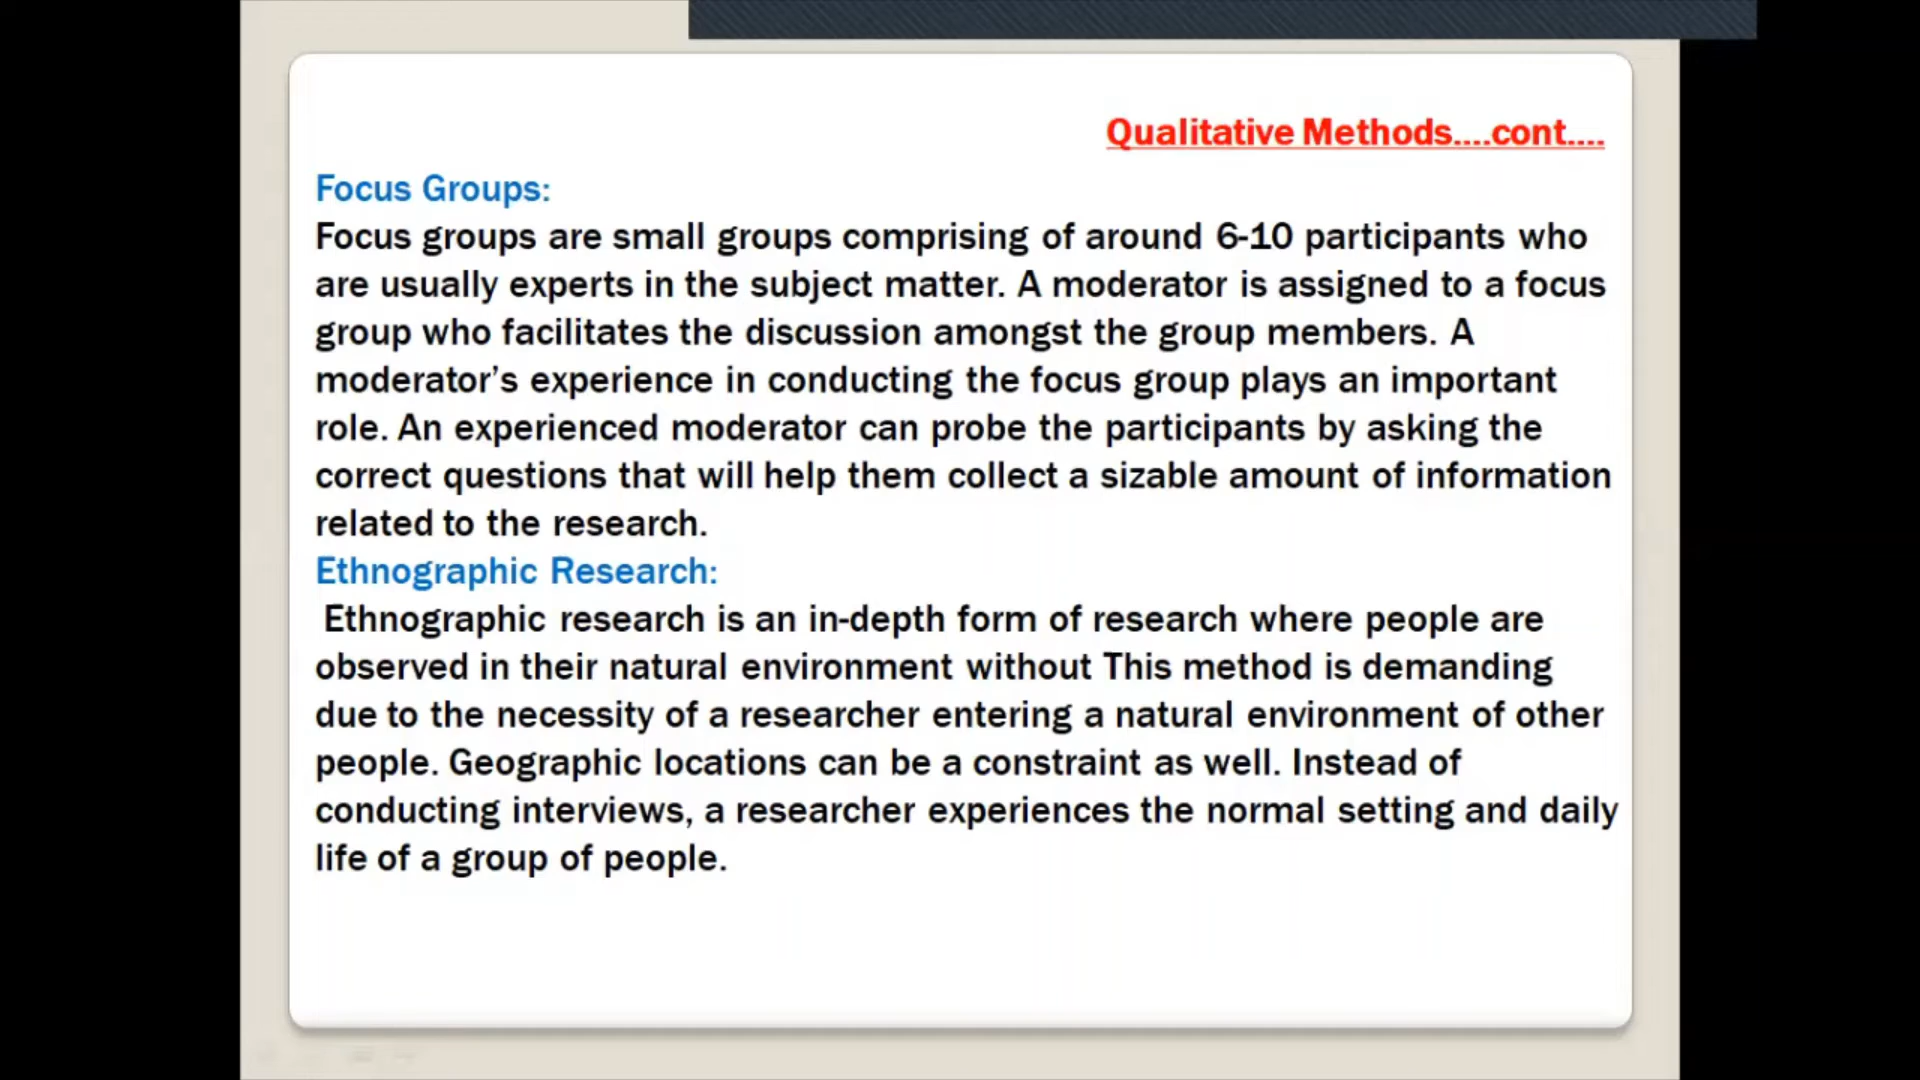 Qualitative Methods....cont....
Focus Groups:
Focus groups are small groups comprising of around 6-10 participants who
are usually experts in the subject matter. A moderator is assigned to a focus
group who facilitates the discussion amongst the group members. A
moderator’s experience in conducting the focus group plays an important
role. An experienced moderator can probe the participants by asking the
correct questions that will help them collect a sizable amount of information
related to the research.
Ethnographic Research:
Ethnographic research is an in-depth form of research where people are
observed in their natural environment without This method is demanding
due to the necessity of a researcher entering a natural environment of other
people. Geographic locations can be a constraint as well. Instead of
conducting interviews, a researcher experiences the normal setting and daily
life of a group of people.